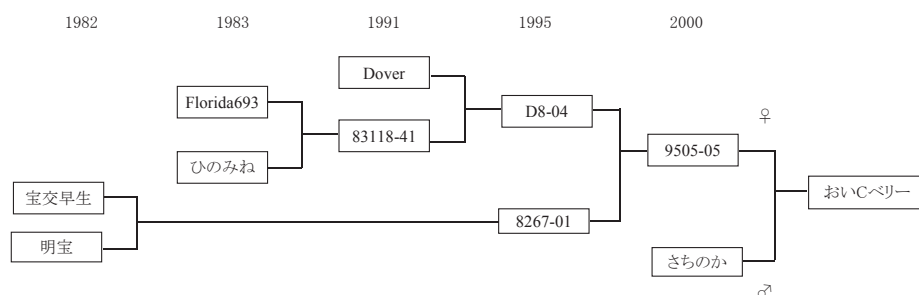 1982 1983 1991 1995 2000
Dover
Florida693
D8-04
♀
83118-41
9505-05
ひのみね
宝交早生
おいCベリー
8267-01
明宝
さちのか
♂